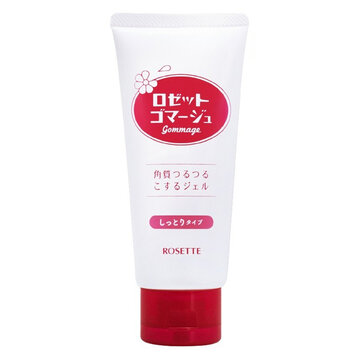 ロゼット
ゴマージュ
Gommage
角質つるつる
こするジェル
しっとりタイプ
ROSETTE